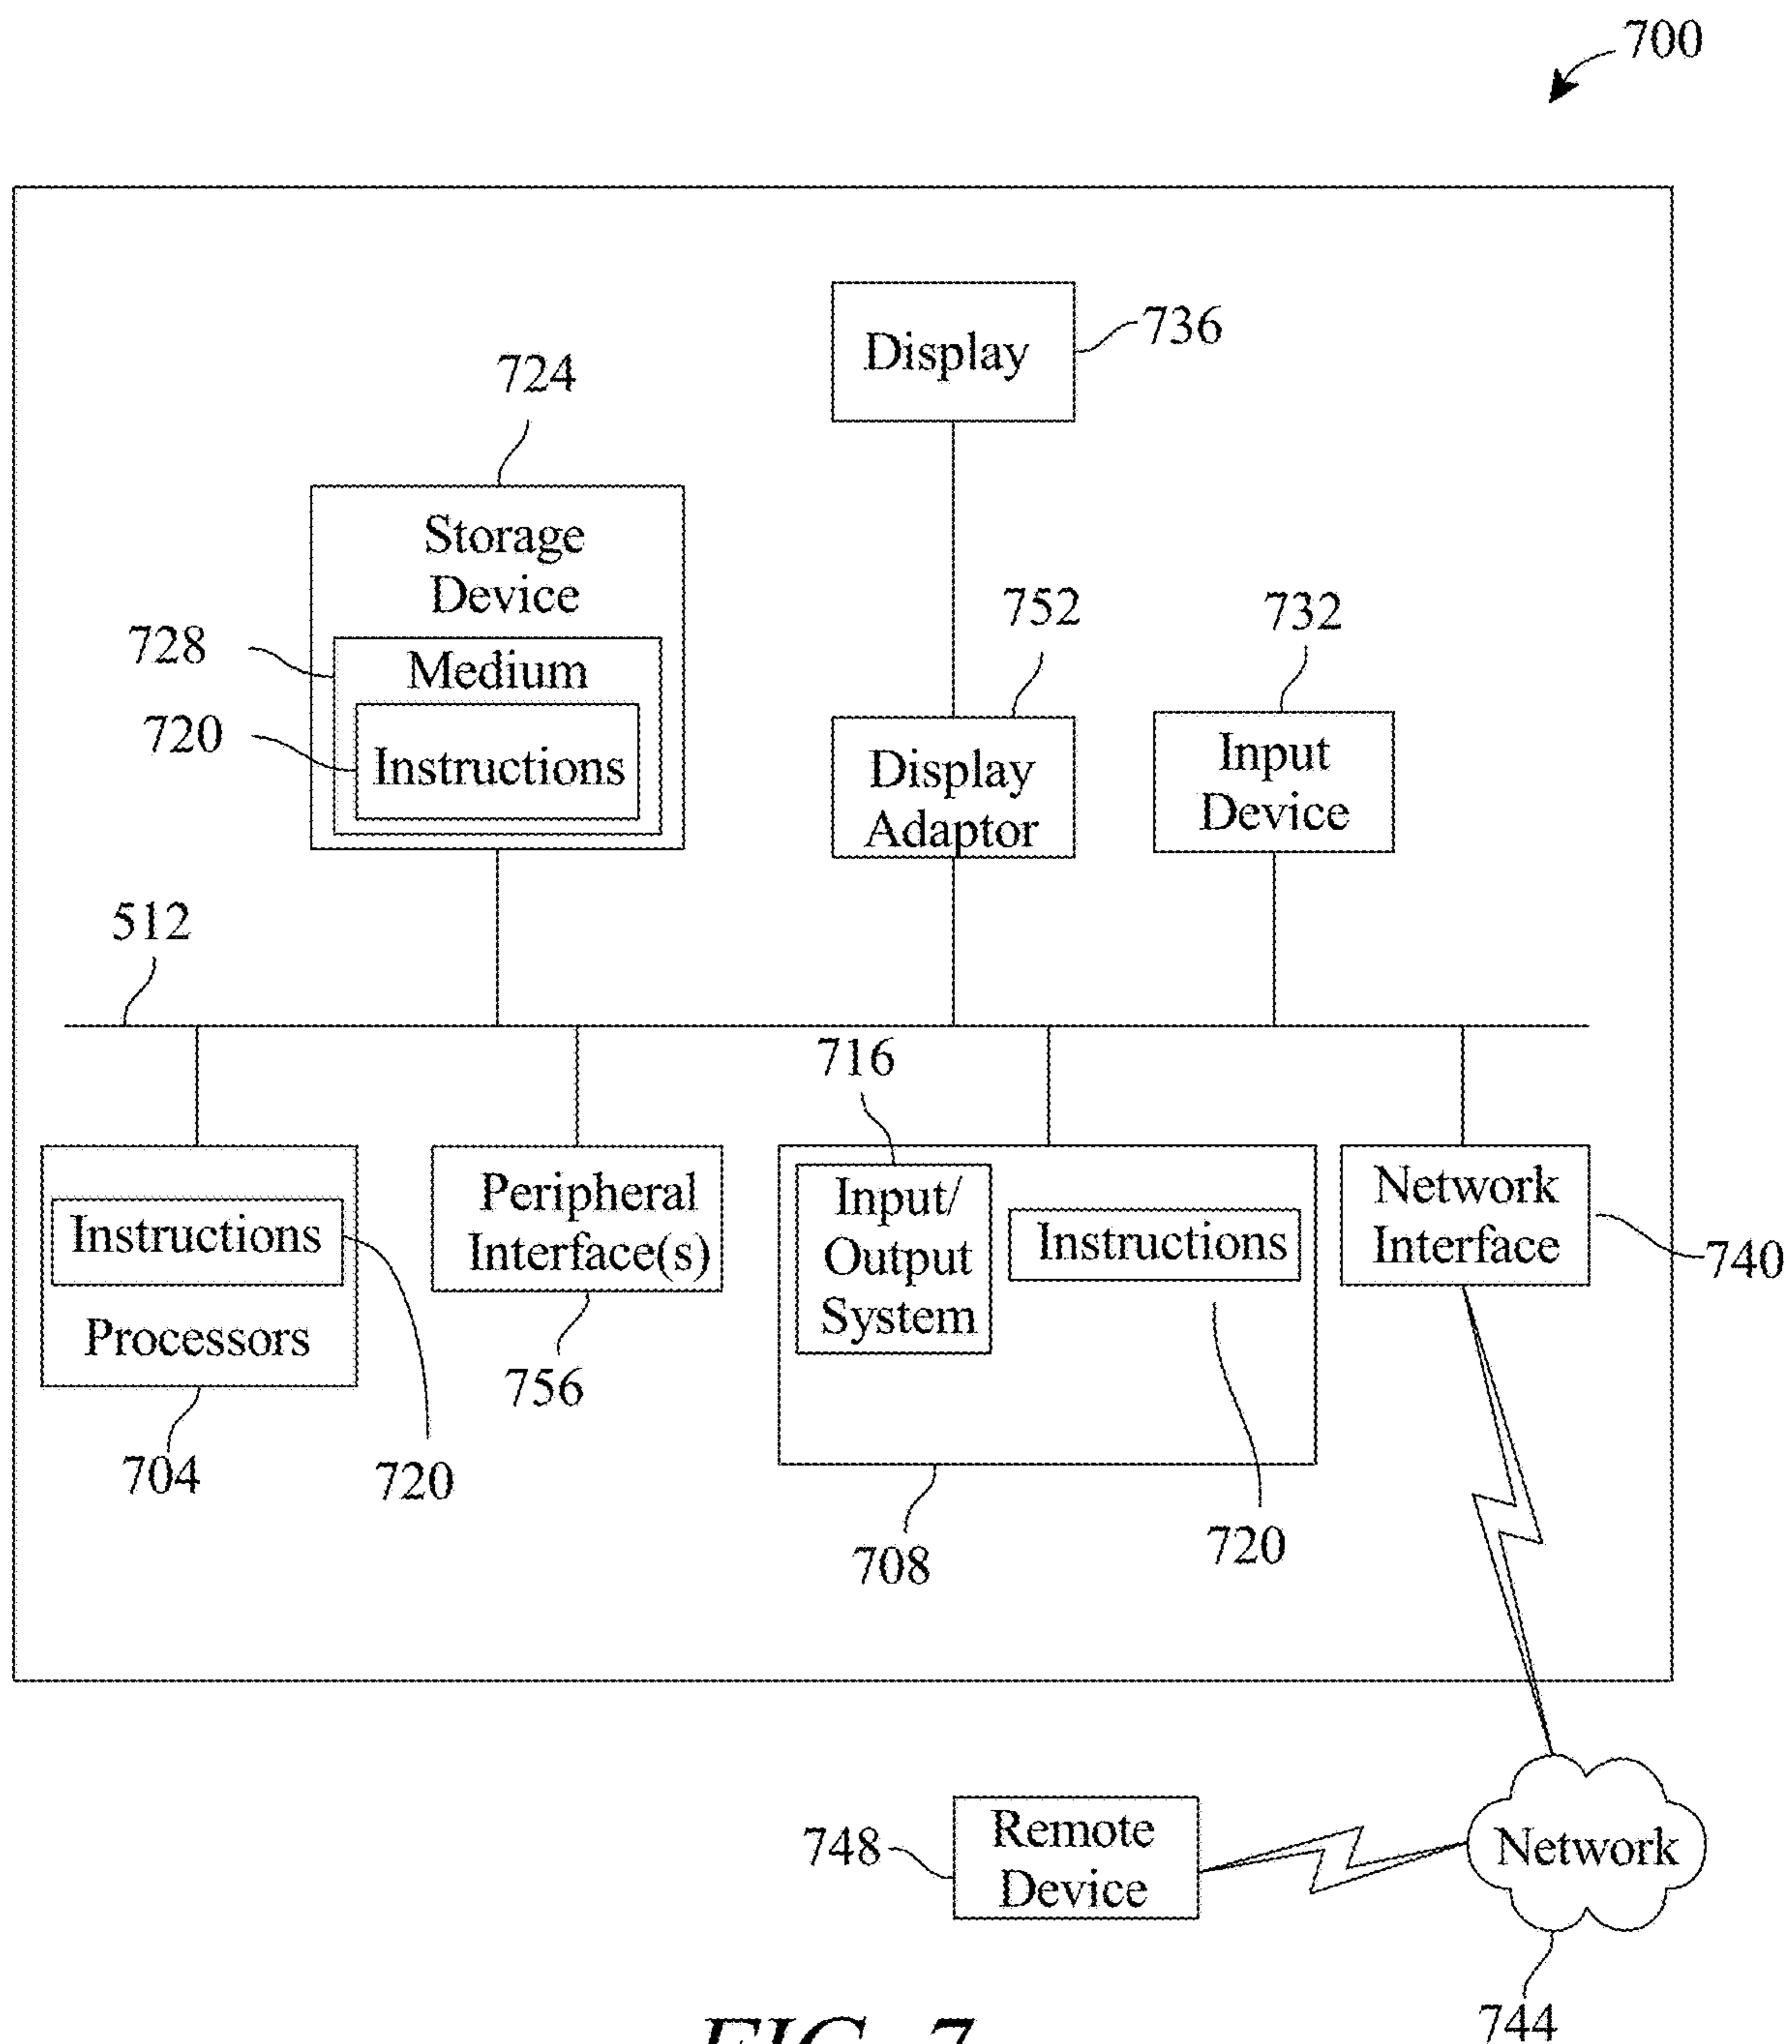 700
Display
736
724
Storage
Device
728
Medium
720
Instructions
752
Display
Adaptor
732
Input
Device
512
716
Instructions
Processors
704
720
Peripheral
Interface(s)
756
Input/
Output
System
Instructions
708
720
Network
Interface
740
748
Remote
Device
Network
744
FIG. 7